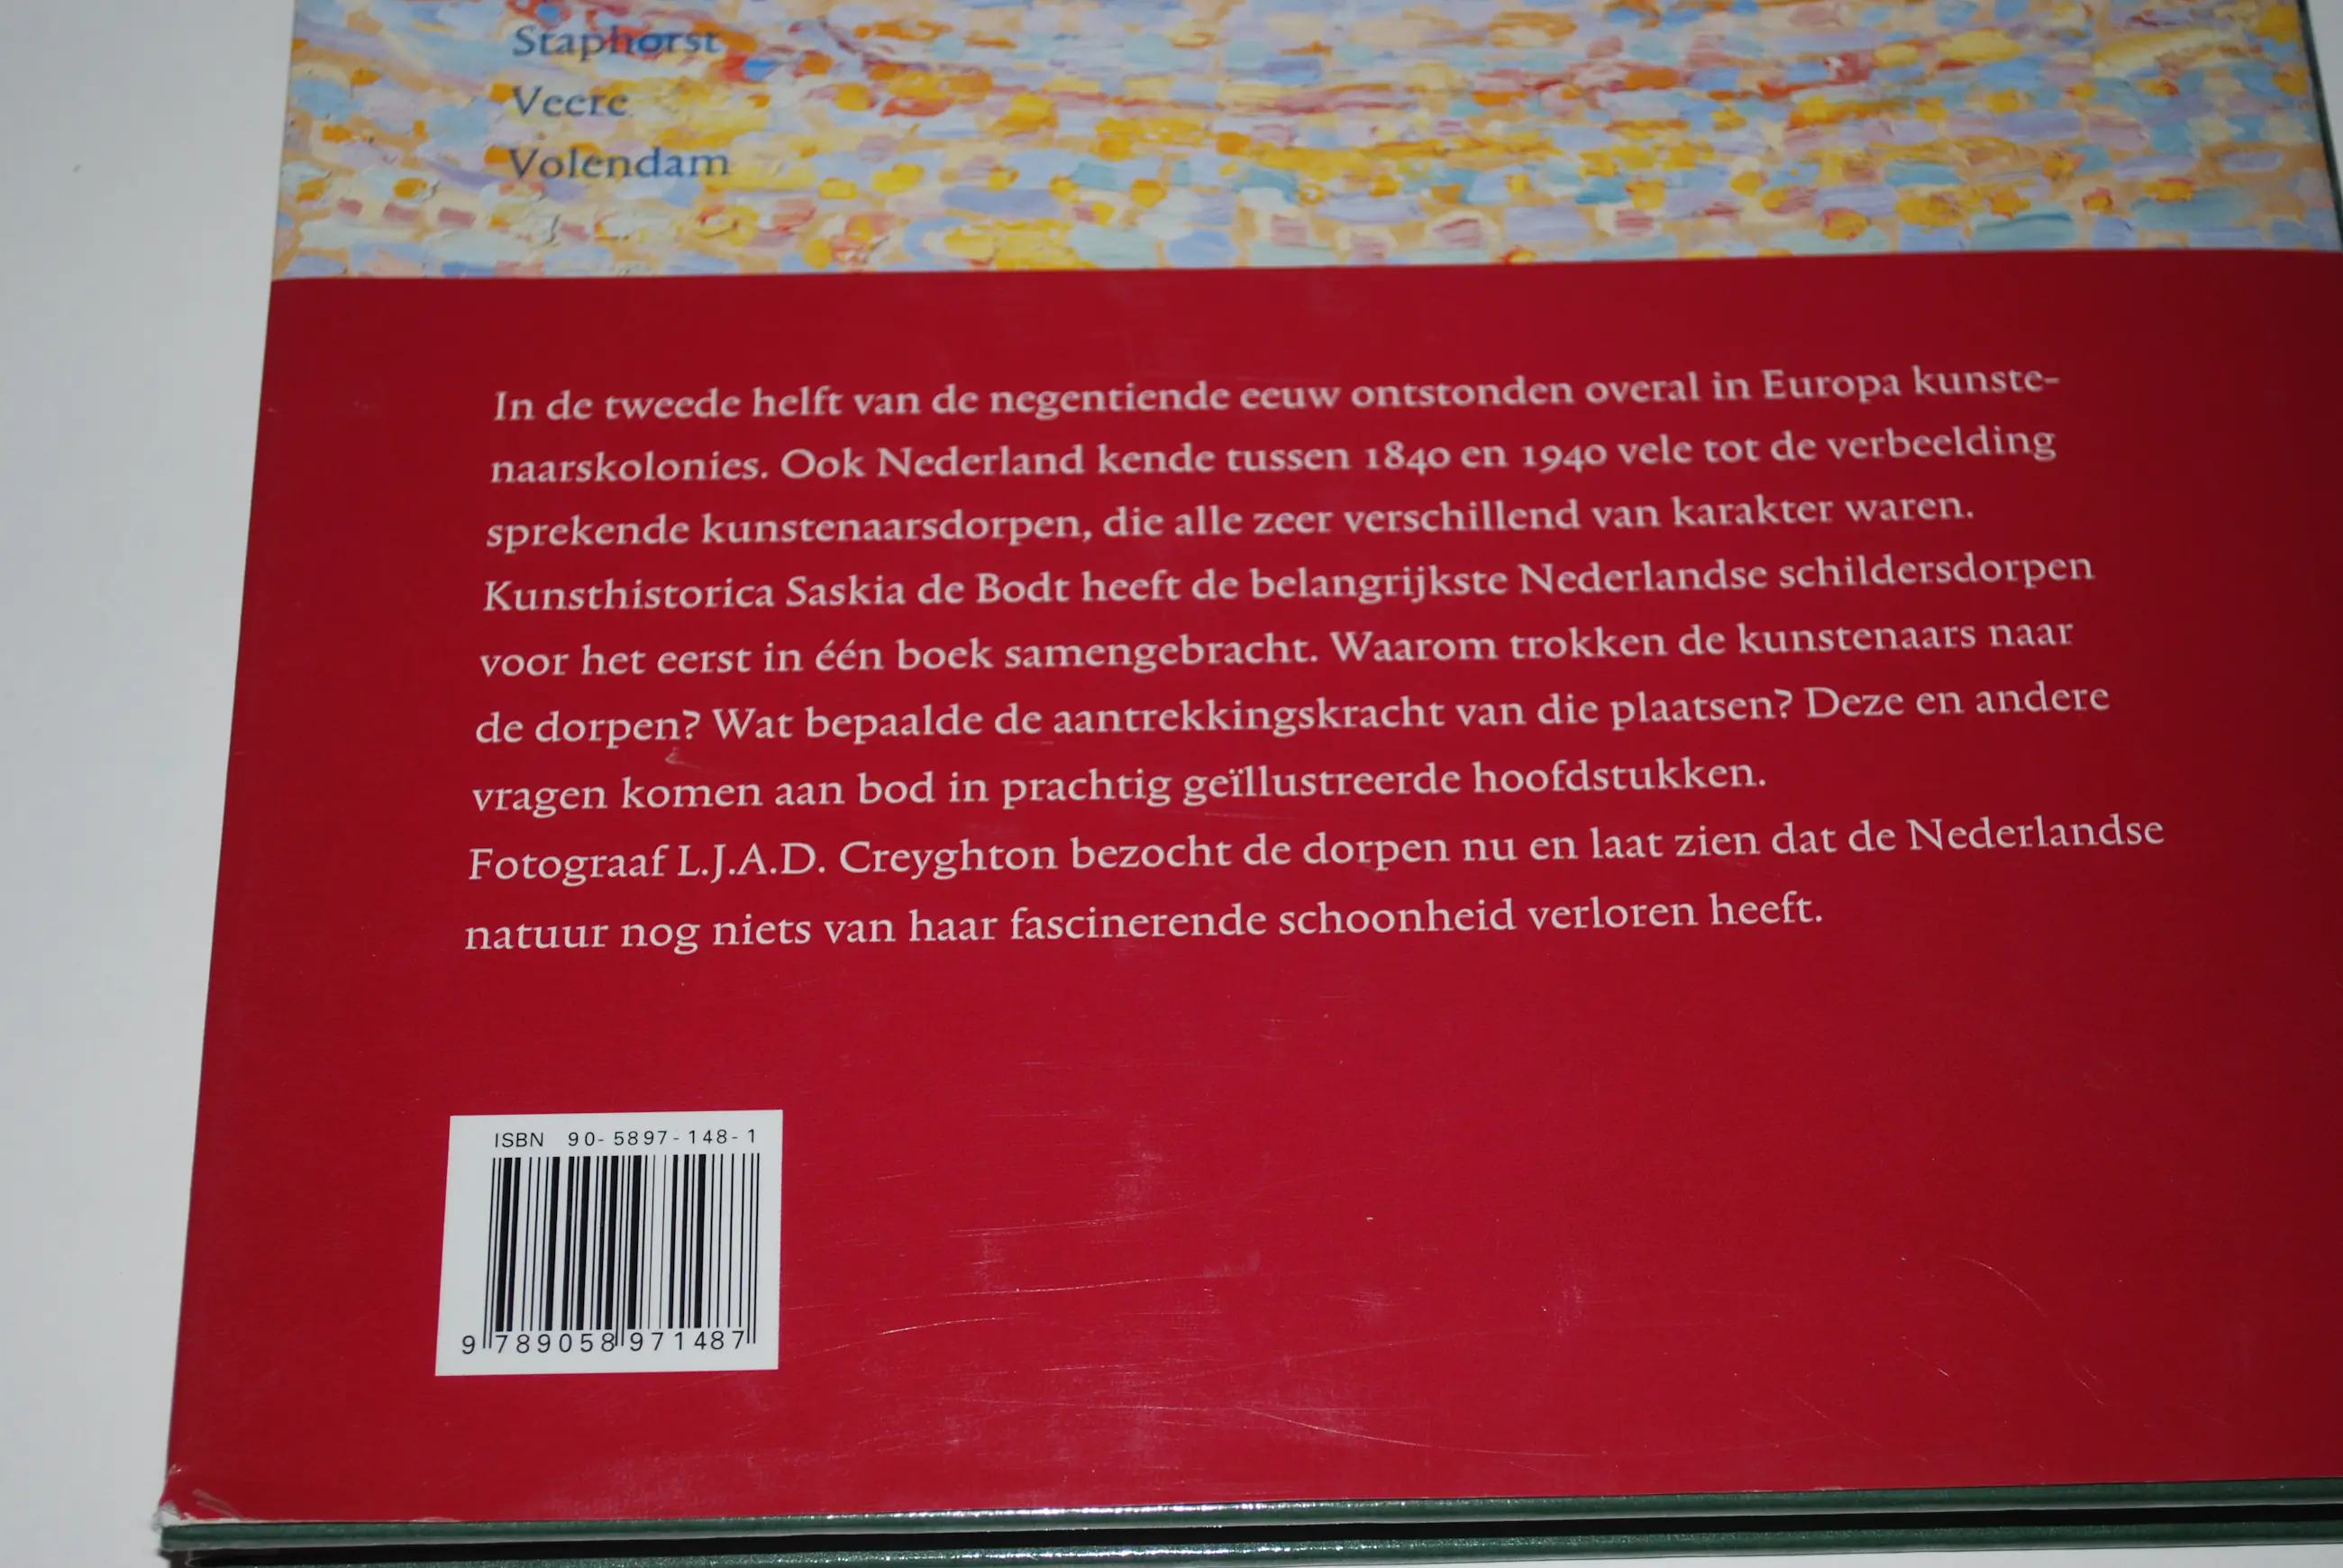 Staphorst
Veere
Volendam
In de tweede helft van de negentiende eeuw ontstonden overal in Europa kunste-
naarskolonies. Ook Nederland kende tussen 1840 en 1940 vele tot de verbeelding
sprekende kunstenaarsdorpen, die alle zeer verschillend van karakter waren.
Kunsthistorica Saskia de Bodt heeft de belangrijkste Nederlandse schildersdorpen
voor het eerst in één boek samengebracht. Waarom trokken de kunstenaars naar
de dorpen? Wat bepaalde de aantrekkingskracht van die plaatsen? Deze en andere
vragen komen aan bod in prachtig geïllustreerde hoofdstukken.
Fotograaf L.J.A.D. Creyghton bezocht de dorpen nu en laat zien dat de Nederlandse
natuur nog niets van haar fascinerende schoonheid verloren heeft.
ISBN 90-5897-148-1
9 789058 971487